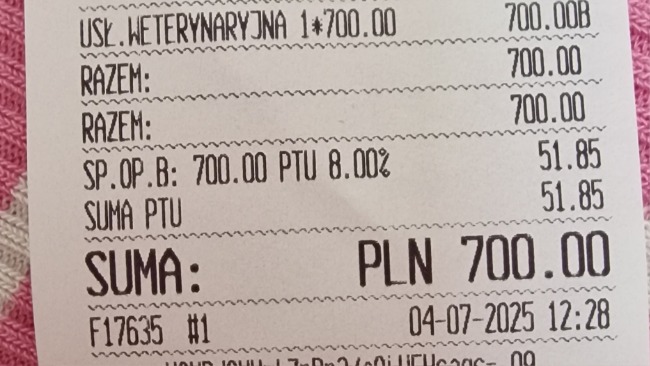 USŁ.WETERYNARYJNA 1*700.00 700.00B
RAZEM: 700.00
RAZEM: 700.00
SP.OP.B: 700.00 PTU 8.00% 51.85
SUMA PTU 51.85
SUMA: PLN 700.00
F17635 #1 04-07-2025 12:28